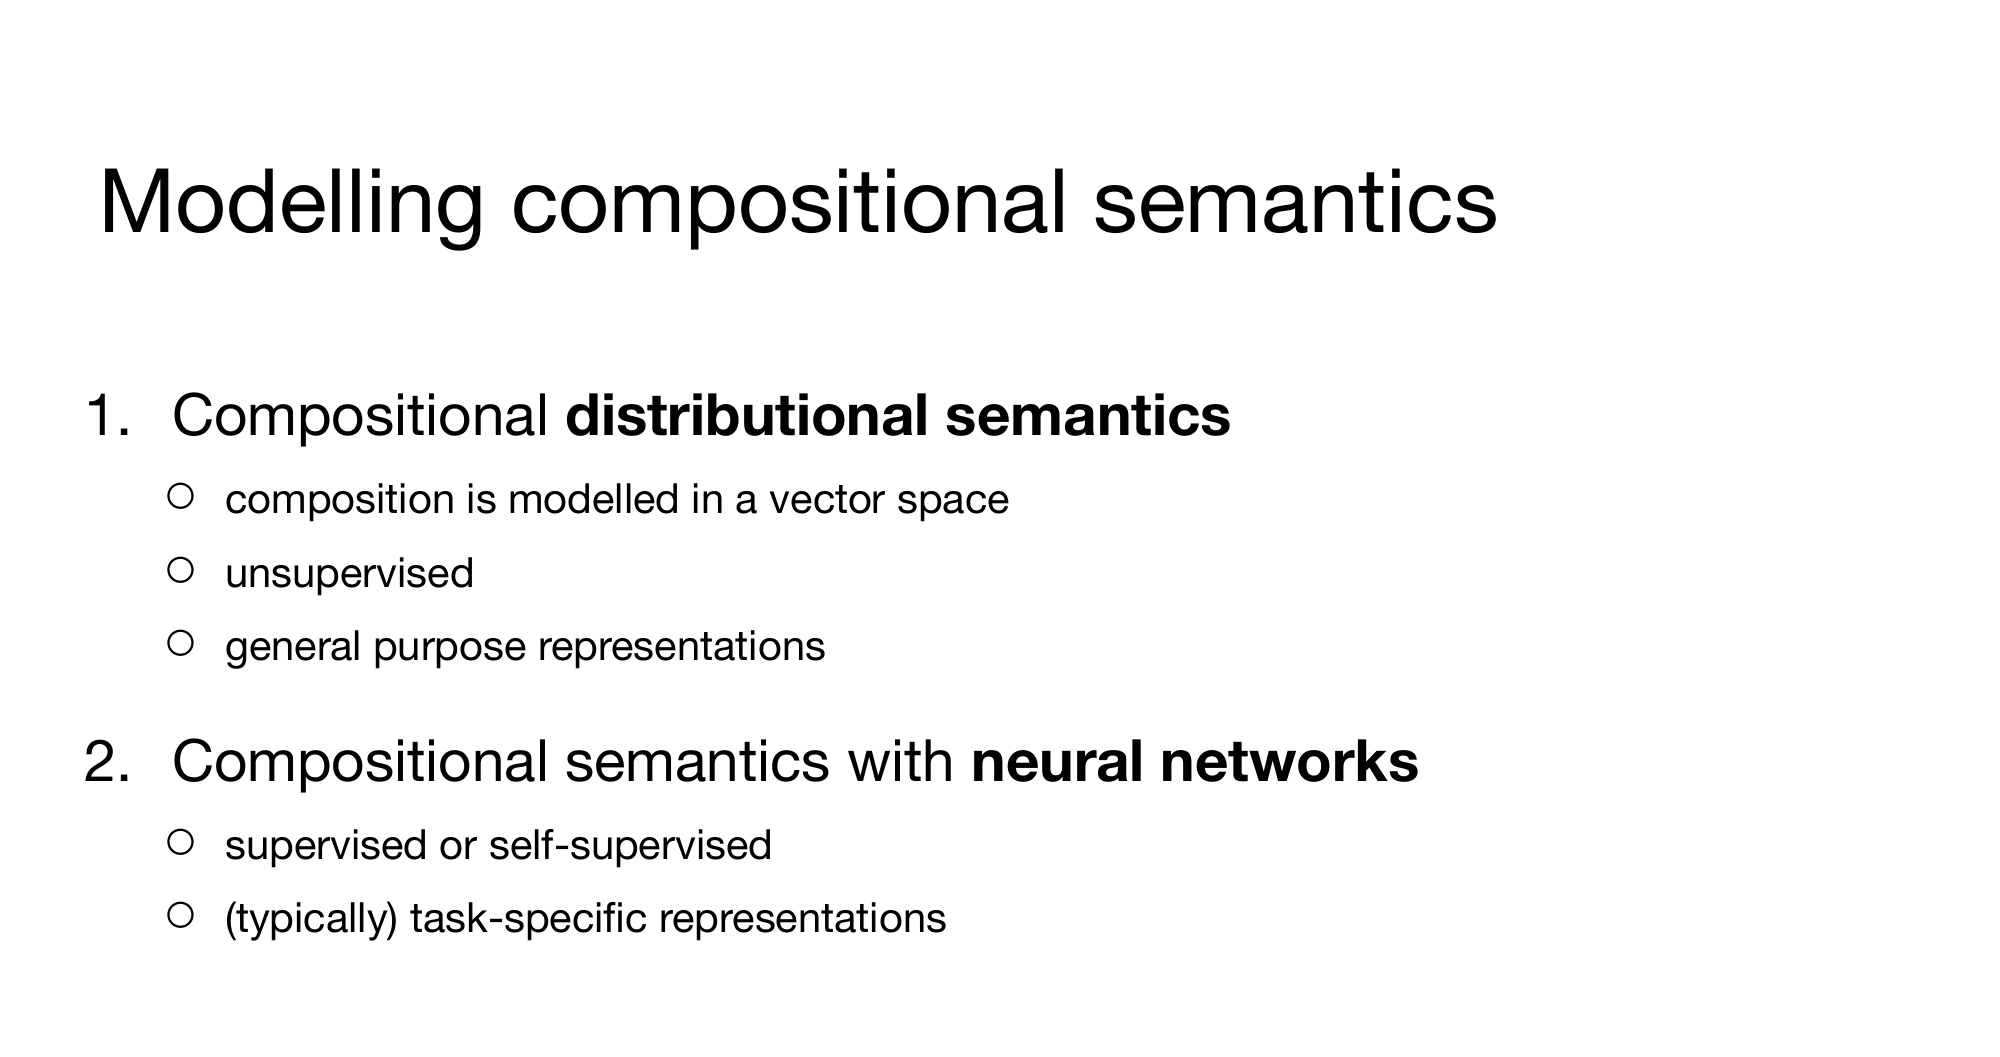 Modelling compositional semantics
1. Compositional distributional semantics
○ composition is modelled in a vector space
○ unsupervised
○ general purpose representations
2. Compositional semantics with neural networks
○ supervised or self-supervised
○ (typically) task-specific representations